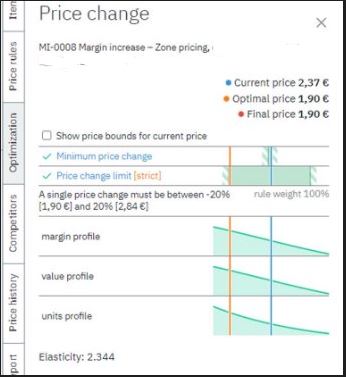 Price change
MI-0008 Margin increase – Zone pricing,
Current price 2,37 €
Optimal price 1,90 €
Final price 1,90 €
Show price bounds for current price
Minimum price change
Price change limit [strict]
A single price change must be between -20%
[1,90 €] and 20% [2,84 €]
rule weight 100%
margin profile
value profile
units profile
Elasticity: 2.344
Price rules
Optimization
Competitors
Price history